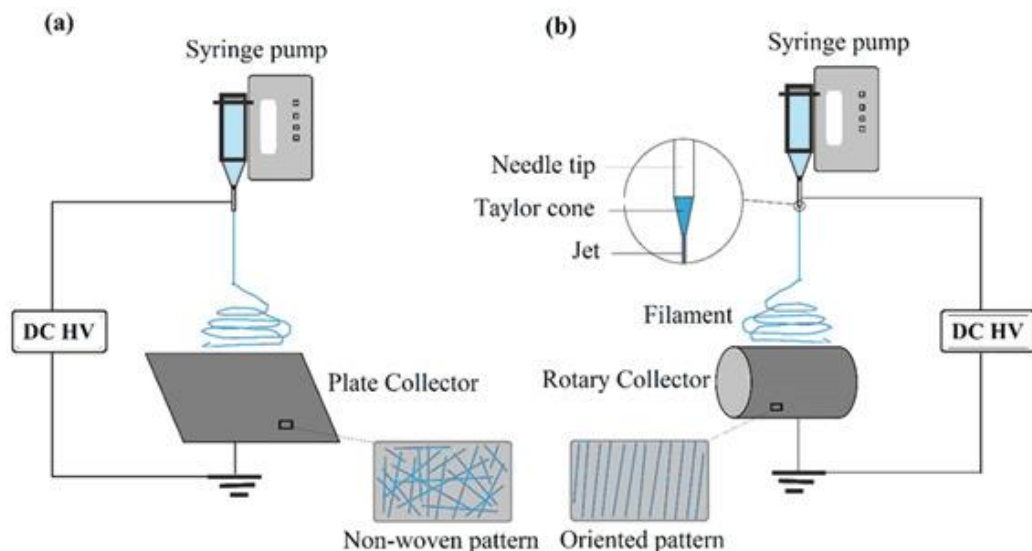 (a)
Syringe pump
DC HV
Plate Collector
Non-woven pattern
(b)
Syringe pump
Needle tip
Taylor cone
Jet
Filament
DC HV
Rotary Collector
Oriented pattern